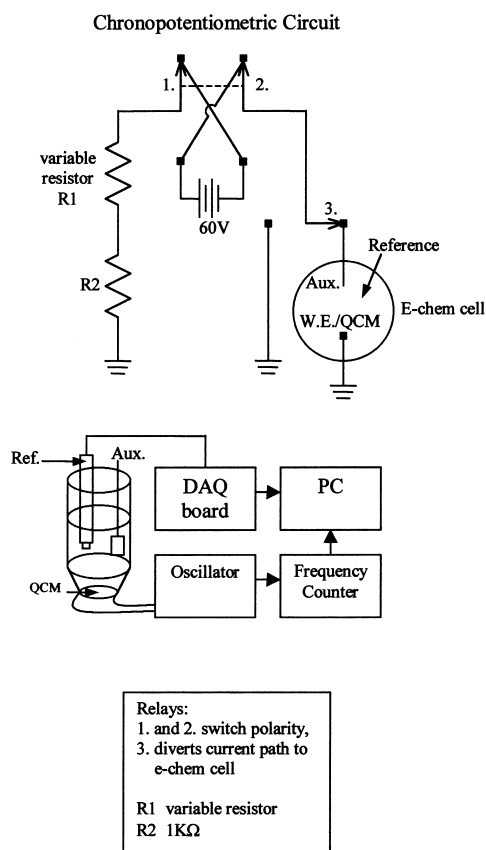 Chronopotentiometric Circuit
1.
2.
variable
resistor
R1
60V
3.
Reference
R2
Aux.
E-chem cell
W.E./QCM
Ref.
Aux.
DAQ
board
PC
QCM
Oscillator
Frequency
Counter
Relays:
1. and 2. switch polarity,
3. diverts current path to
e-chem cell
R1 variable resistor
R2 1KΩ